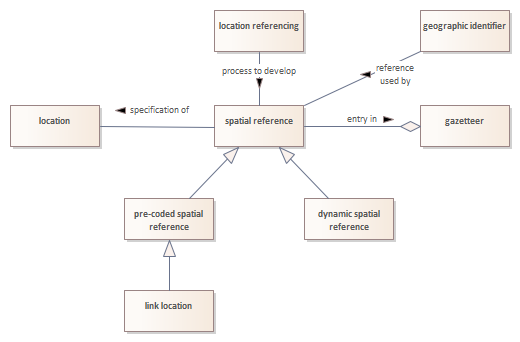 location referencing
geographic identifier
process to develop
reference
used by
location
specification of
spatial reference
entry in
gazetteer
pre-coded spatial
reference
dynamic spatial
reference
link location